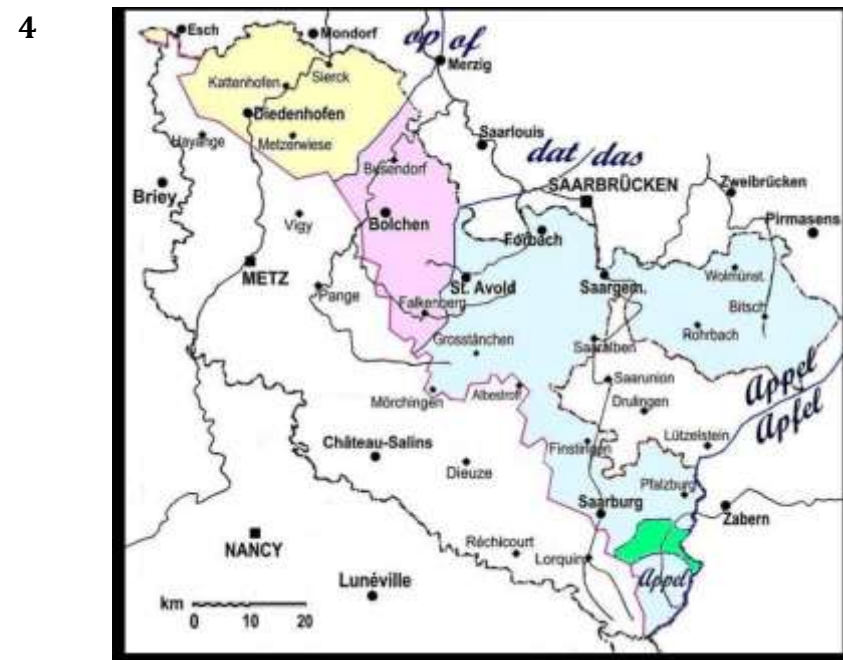 4
Esch
Mondorf
op of
Merzig
Kattenhofen
Sierck
Diedenhofen
Hayange
Metzerwiese
Saarlouis
Busendorf
dat/das
SAARBRÜCKEN
Zweibrücken
Briey
Vigy
Bolchen
Forbach
Pirmasens
METZ
Pange
St. Avold
Saargem.
Wolmünst.
Falkenberg
Bitsch
Rohrbach
Grosstänchen
Saaralben
Saarunion
Appel
Mörchingen
Albestroff
Drulingen
Apfel
Château-Salins
Finstingen
Lützelstein
Dieuze
Pfalzburg
Saarburg
Zabern
NANCY
Réchicourt
Lorquin
Appel
Lunéville
km
0 10 20